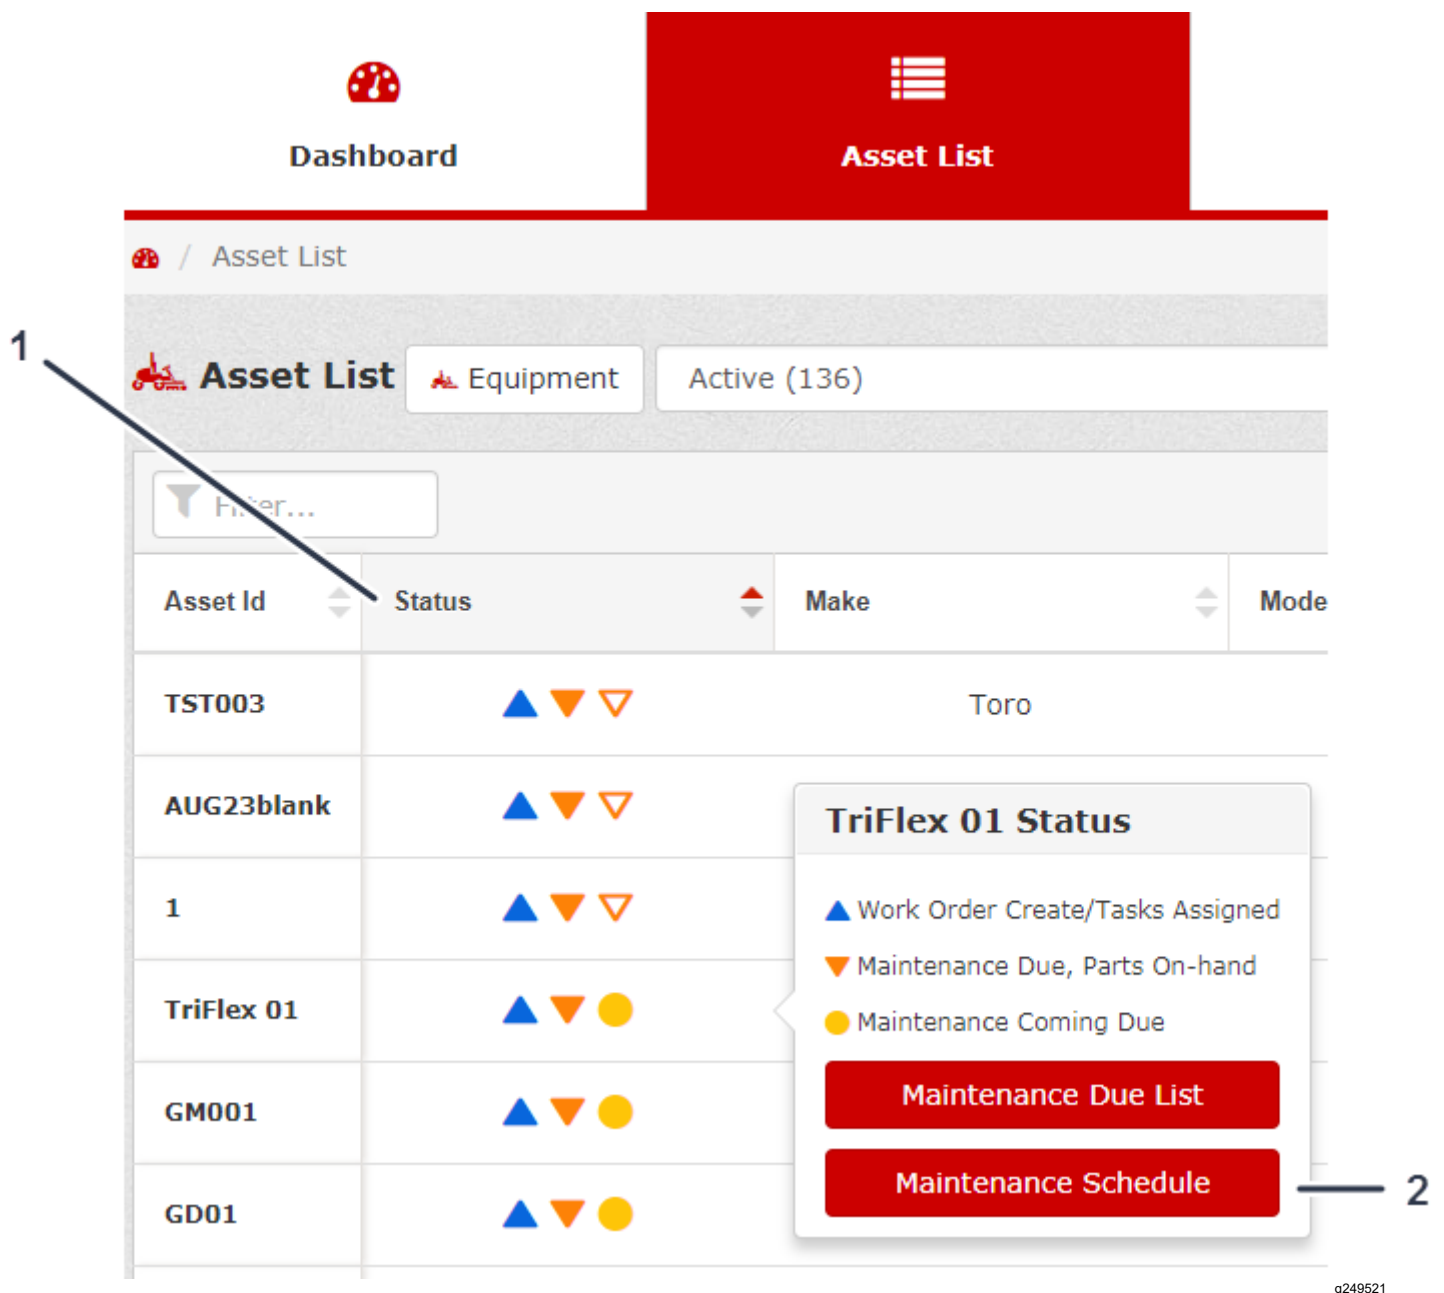 Dashboard
Asset List
/ Asset List
1
Asset List
Equipment
Active (136)
Filter...
Asset Id
Status
Make
Mode
TST003
Toro
AUG23blank
1
TriFlex 01
GM001
GD01
TriFlex 01 Status
Work Order Create/Tasks Assigned
Maintenance Due, Parts On-hand
Maintenance Coming Due
Maintenance Due List
Maintenance Schedule
2
g249521